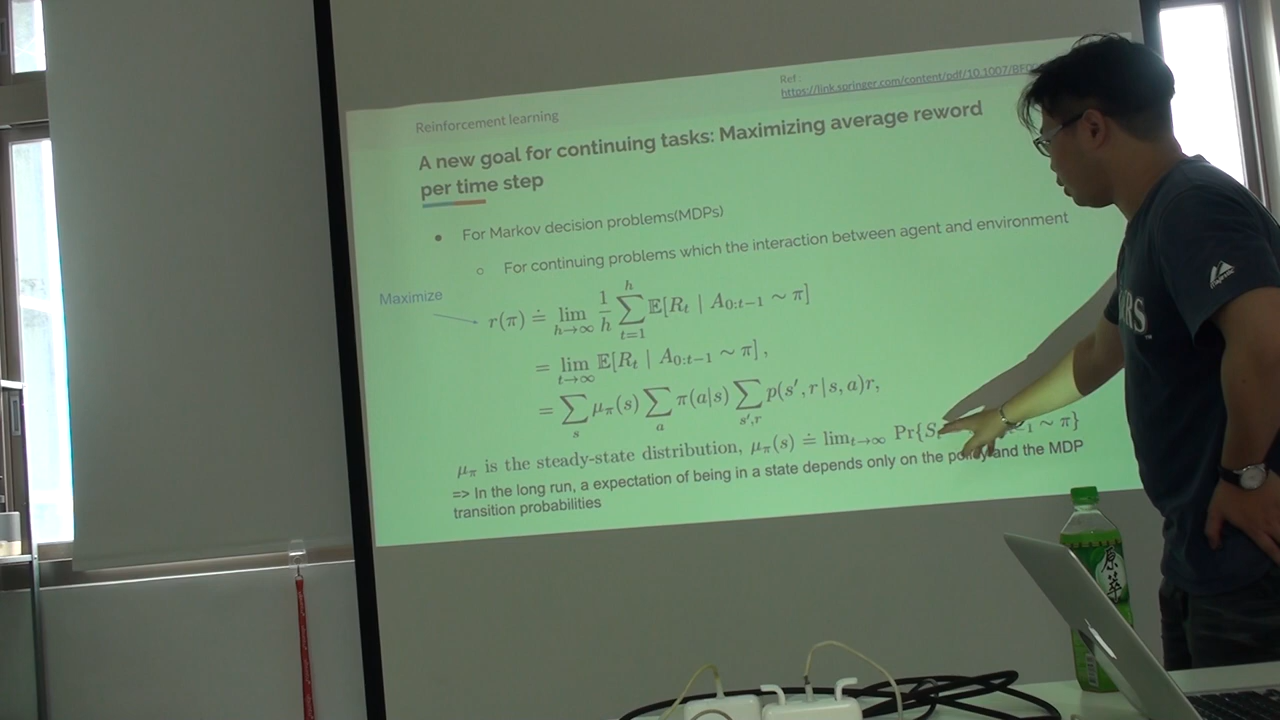 Ref :
https://link.springer.com/content/pdf/10.1007/BF0
Reinforcement learning
A new goal for continuing tasks: Maximizing average reword
per time step
● For Markov decision problems(MDPs)
○ For continuing problems which the interaction between agent and environment
Maximize
r(π) ≐ lim_{h→∞} 1/h ∑_{t=1}^{h} 𝔼[R_t | A_{0:t−1} ∼ π]
= lim_{t→∞} 𝔼[R_t | A_{0:t−1} ∼ π] ,
= ∑_s μ_π(s) ∑_a π(a|s) ∑_{s′,r} p(s′, r | s, a)r,
μ_π is the steady-state distribution, μ_π(s) ≐ lim_{t→∞} Pr{S ∼ π}
=> In the long run, a expectation of being in a state depends only on the policy and the MDP
transition probabilities
RS
原萃